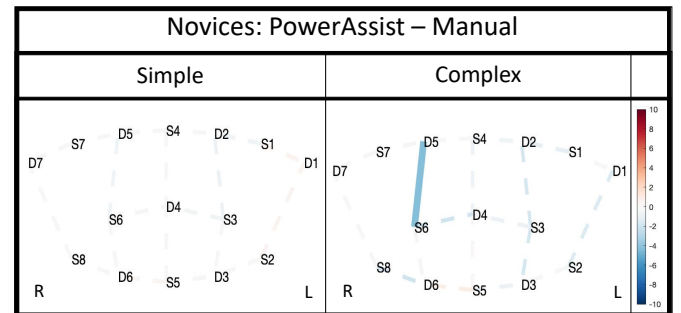 Novices: PowerAssist – Manual
Simple
Complex
S7 D5 S4 D2 S1
D7 D1
S6 D4 S3
S8 D6 S5 D3 S2
R L
S7 D5 S4 D2 S1
D7 D1
S6 D4 S3
S8 D6 S5 D3 S2
R L
10
8
6
4
2
0
-2
-4
-6
-8
-10